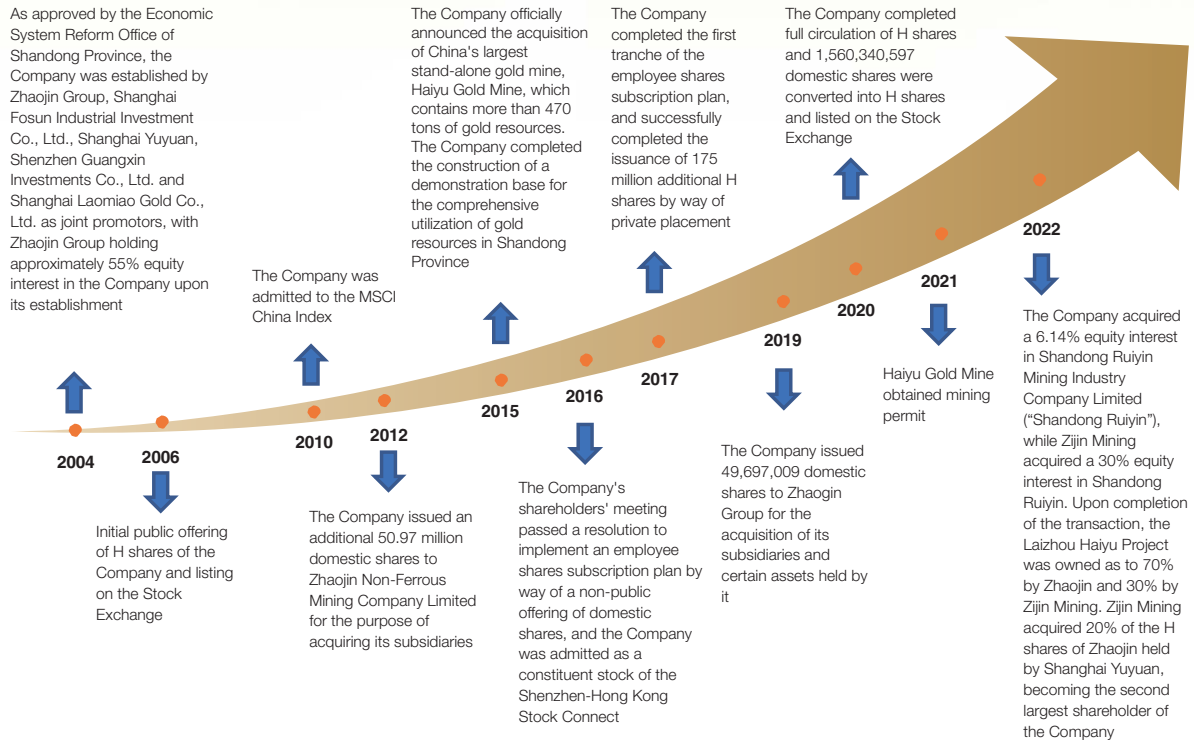 As approved by the Economic
System Reform Office of
Shandong Province, the
Company was established by
Zhaojin Group, Shanghai
Fosun Industrial Investment
Co., Ltd., Shanghai Yuyuan,
Shenzhen Guangxin
Investments Co., Ltd. and
Shanghai Laomiao Gold Co.,
Ltd. as joint promotors, with
Zhaojin Group holding
approximately 55% equity
interest in the Company upon
its establishment
2004
2006
Initial public offering
of H shares of the
Company and listing
on the Stock
Exchange
The Company was
admitted to the MSCI
China Index
2010
2012
The Company issued an
additional 50.97 million
domestic shares to
Zhaojin Non-Ferrous
Mining Company Limited
for the purpose of
acquiring its subsidiaries
The Company officially
announced the acquisition
of China's largest
stand-alone gold mine,
Haiyu Gold Mine, which
contains more than 470
tons of gold resources.
The Company completed
the construction of a
demonstration base for
the comprehensive
utilization of gold
resources in Shandong
Province
2015
2016
The Company's
shareholders' meeting
passed a resolution to
implement an employee
shares subscription plan by
way of a non-public
offering of domestic
shares, and the Company
was admitted as a
constituent stock of the
Shenzhen-Hong Kong
Stock Connect
The Company
completed the first
tranche of the
employee shares
subscription plan,
and successfully
completed the
issuance of 175
million additional H
shares by way of
private placement
2017
2019
The Company issued
49,697,009 domestic
shares to Zhaogin
Group for the
acquisition of its
subsidiaries and
certain assets held by
it
The Company completed
full circulation of H shares
and 1,560,340,597
domestic shares were
converted into H shares
and listed on the Stock
Exchange
2020
2021
Haiyu Gold Mine
obtained mining
permit
2022
The Company acquired
a 6.14% equity interest
in Shandong Ruiyin
Mining Industry
Company Limited
(“Shandong Ruiyin”),
while Zijin Mining
acquired a 30% equity
interest in Shandong
Ruiyin. Upon completion
of the transaction, the
Laizhou Haiyu Project
was owned as to 70%
by Zhaojin and 30% by
Zijin Mining. Zijin Mining
acquired 20% of the H
shares of Zhaojin held
by Shanghai Yuyuan,
becoming the second
largest shareholder of
the Company